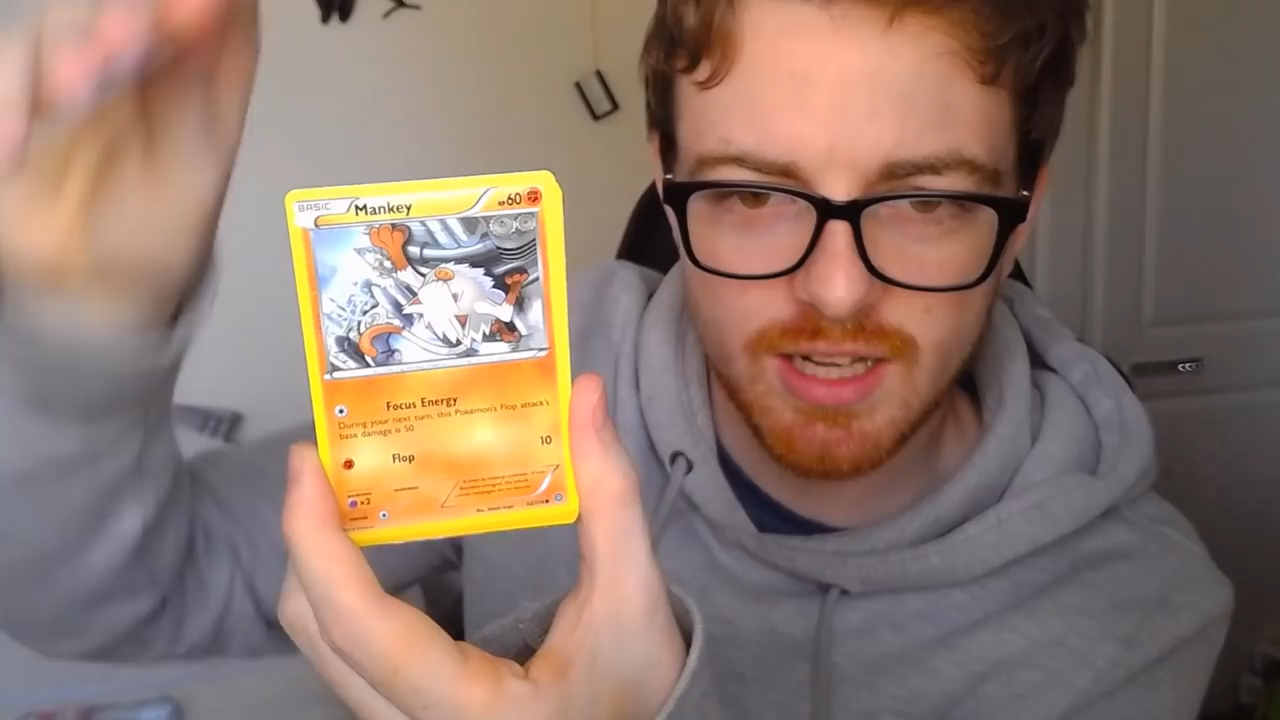 BASIC Mankey HP60
Focus Energy
During your next turn, this Pokémon's Flop attack's
base damage is 50
Flop 10
x2